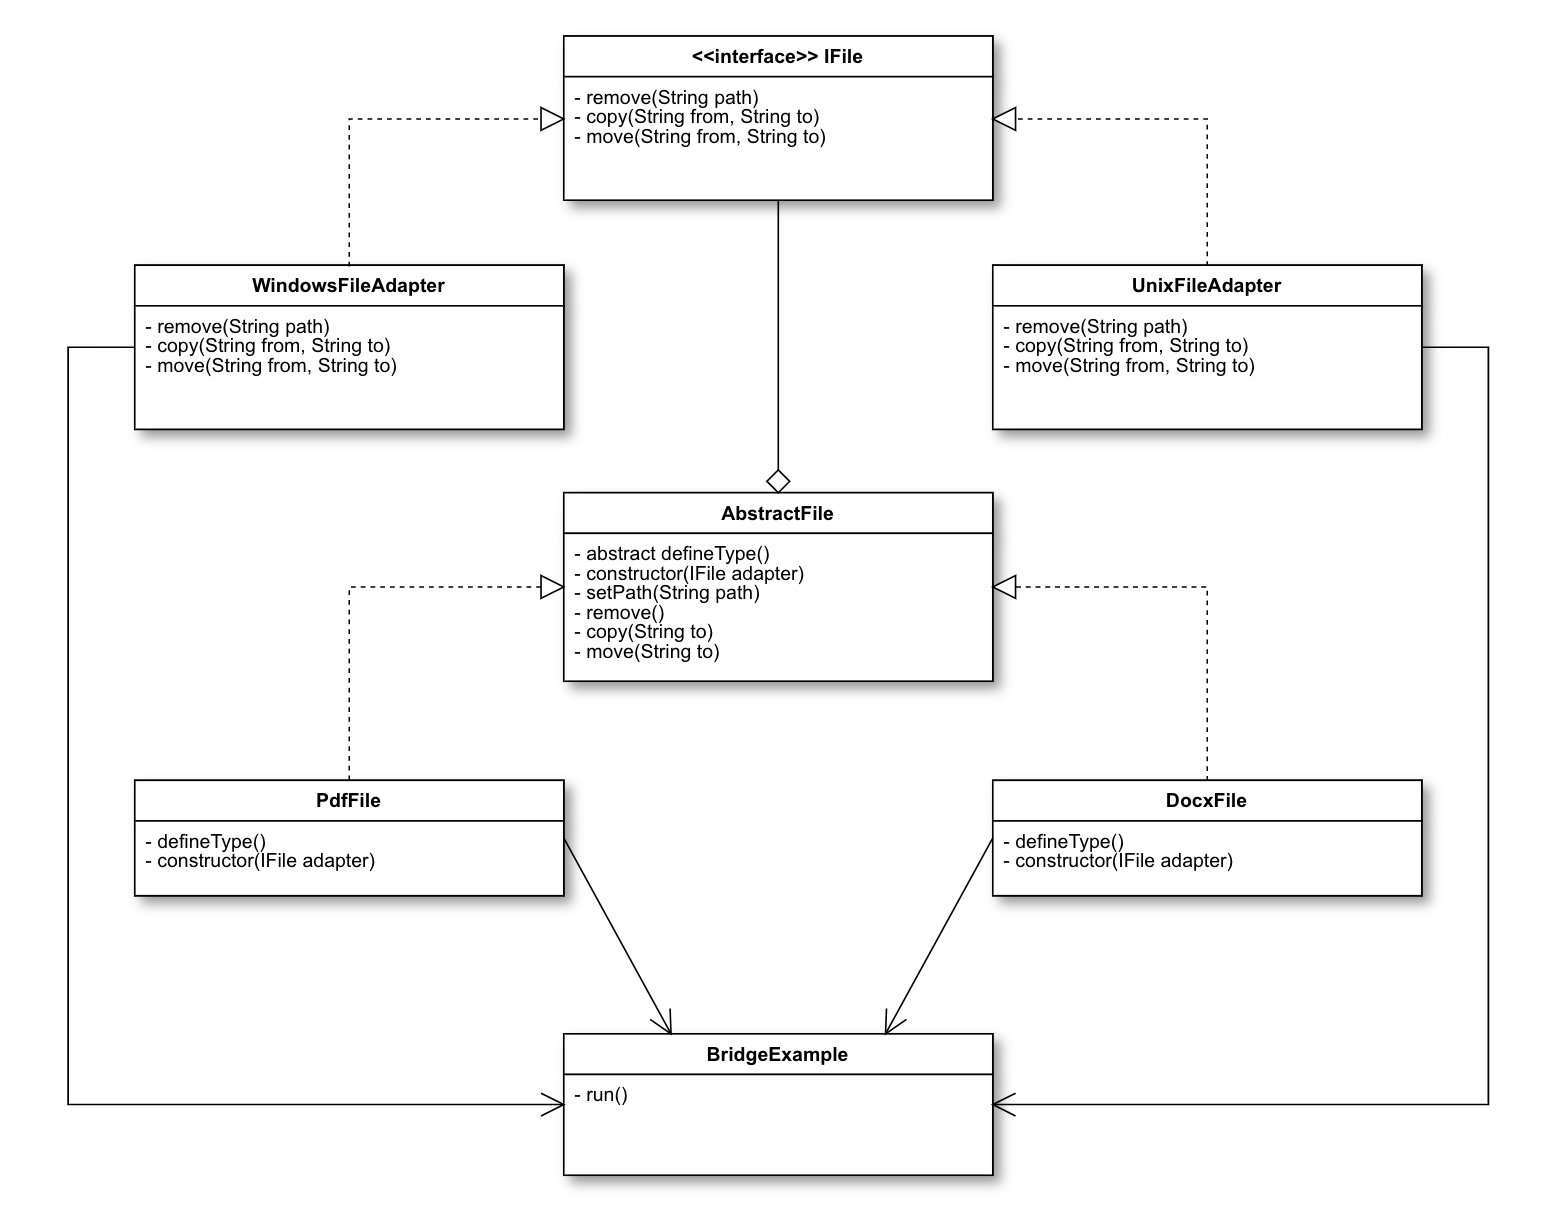 <<interface>> IFile
- remove(String path)
- copy(String from, String to)
- move(String from, String to)
WindowsFileAdapter
- remove(String path)
- copy(String from, String to)
- move(String from, String to)
UnixFileAdapter
- remove(String path)
- copy(String from, String to)
- move(String from, String to)
AbstractFile
- abstract defineType()
- constructor(IFile adapter)
- setPath(String path)
- remove()
- copy(String to)
- move(String to)
PdfFile
- defineType()
- constructor(IFile adapter)
DocxFile
- defineType()
- constructor(IFile adapter)
BridgeExample
- run()